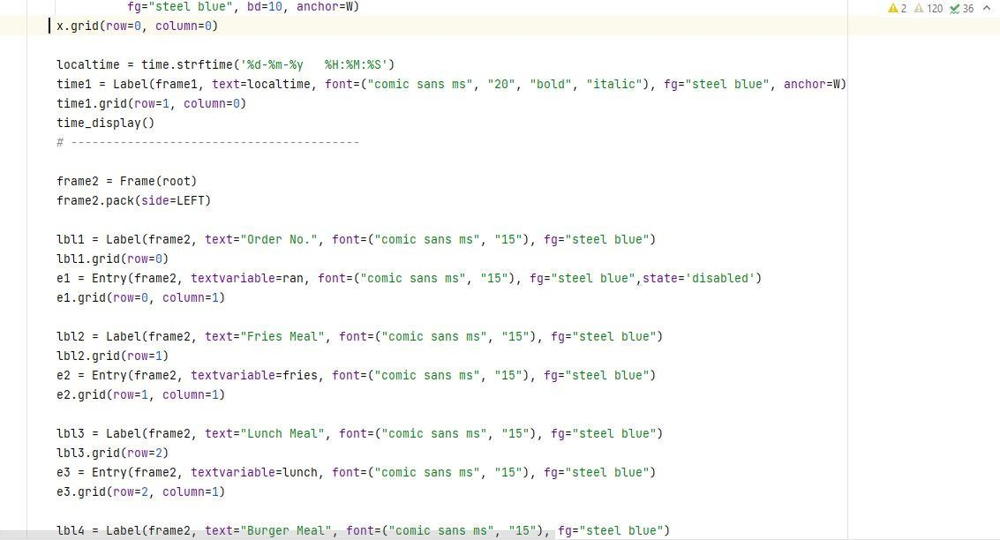 fg="steel blue", bd=10, anchor=W)
2 120 36
x.grid(row=0, column=0)
localtime = time.strftime('%d-%m-%y   %H:%M:%S')
time1 = Label(frame1, text=localtime, font=("comic sans ms", "20", "bold", "italic"), fg="steel blue", anchor=W)
time1.grid(row=1, column=0)
time_display()
# -----------------------------------------
frame2 = Frame(root)
frame2.pack(side=LEFT)
lbl1 = Label(frame2, text="Order No.", font=("comic sans ms", "15"), fg="steel blue")
lbl1.grid(row=0)
e1 = Entry(frame2, textvariable=ran, font=("comic sans ms", "15"), fg="steel blue",state='disabled')
e1.grid(row=0, column=1)
lbl2 = Label(frame2, text="Fries Meal", font=("comic sans ms", "15"), fg="steel blue")
lbl2.grid(row=1)
e2 = Entry(frame2, textvariable=fries, font=("comic sans ms", "15"), fg="steel blue")
e2.grid(row=1, column=1)
lbl3 = Label(frame2, text="Lunch Meal", font=("comic sans ms", "15"), fg="steel blue")
lbl3.grid(row=2)
e3 = Entry(frame2, textvariable=lunch, font=("comic sans ms", "15"), fg="steel blue")
e3.grid(row=2, column=1)
lbl4 = Label(frame2, text="Burger Meal", font=("comic sans ms", "15"), fg="steel blue")